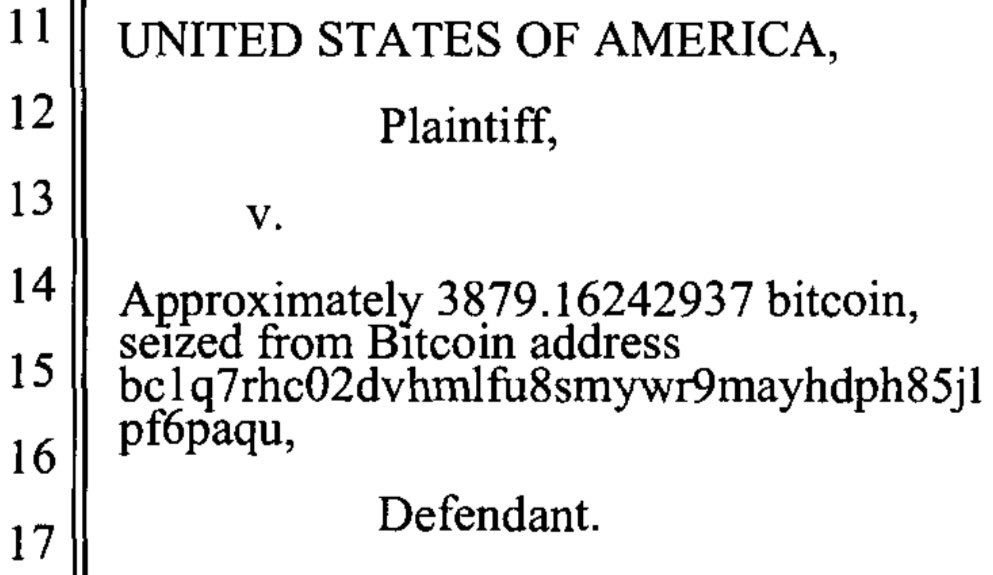 11 UNITED STATES OF AMERICA,
12 Plaintiff,
13 v.
14 Approximately 3879.16242937 bitcoin,
seized from Bitcoin address
15 bc1q7rhc02dvhmlfu8smywr9mayhdph85jl
pf6paqu,
16
Defendant.
17